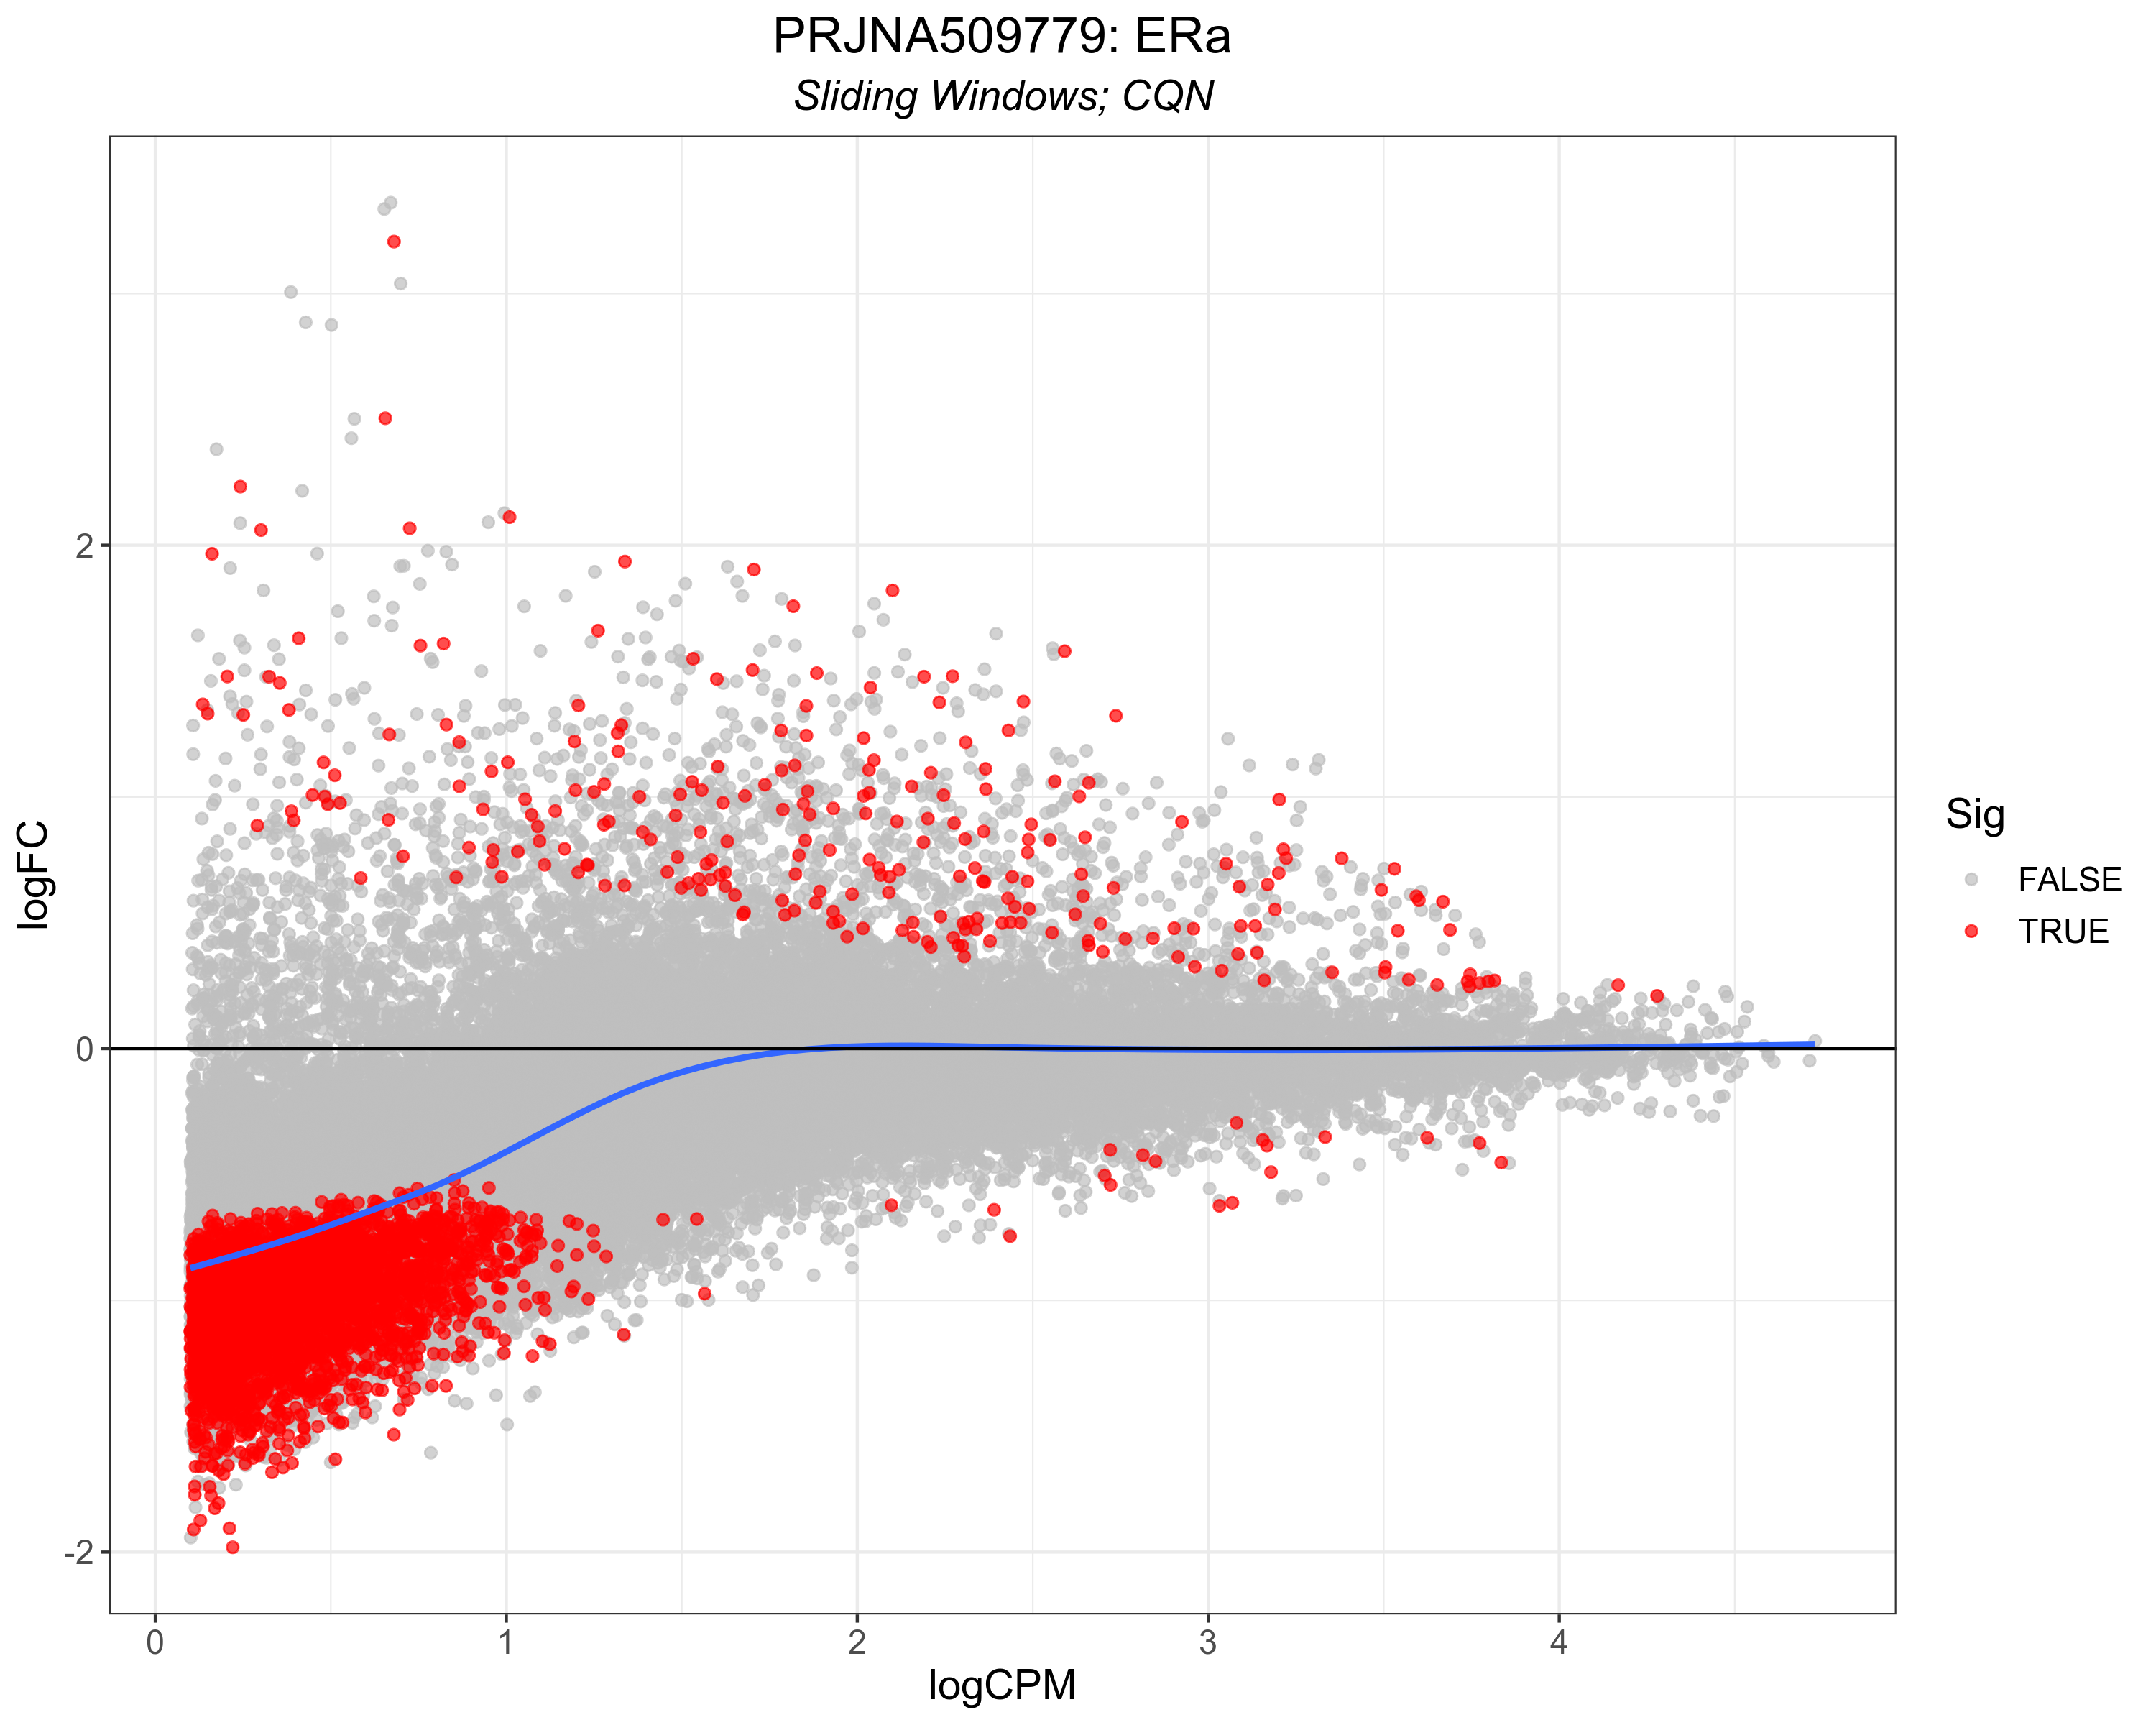 PRJNA509779: ERa
Sliding Windows; CQN
logFC
2
0
-2
0
1
2
3
4
logCPM
Sig
FALSE
TRUE